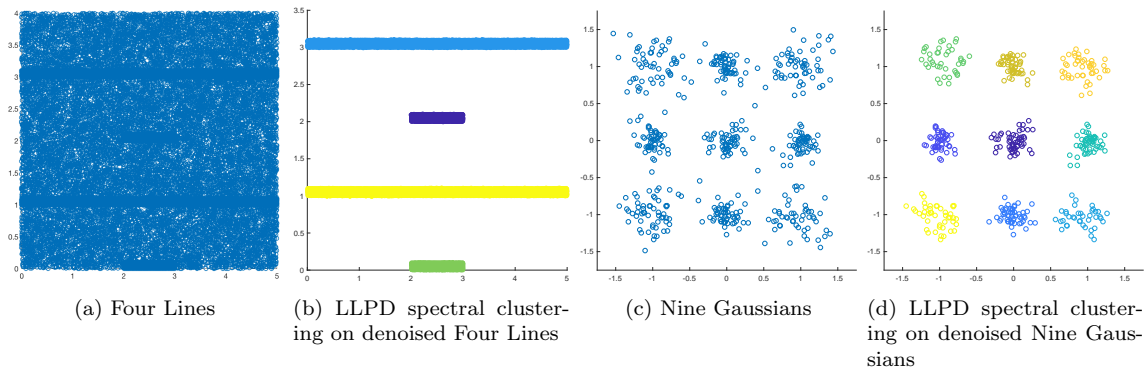 4
3.5
3
2.5
2
1.5
1
0.5
0
0 1 2 3 4 5
3.5
3
2.5
2
1.5
1
0.5
0
0 1 2 3 4 5
1.5
1
0.5
0
-0.5
-1
-1.5
-1.5 -1 -0.5 0 0.5 1 1.5
1.5
1
0.5
0
-0.5
-1
-1.5
-1.5 -1 -0.5 0 0.5 1 1.5
(a) Four Lines
(b) LLPD spectral cluster-
ing on denoised Four Lines
(c) Nine Gaussians
(d) LLPD spectral cluster-
ing on denoised Nine Gaus-
sians